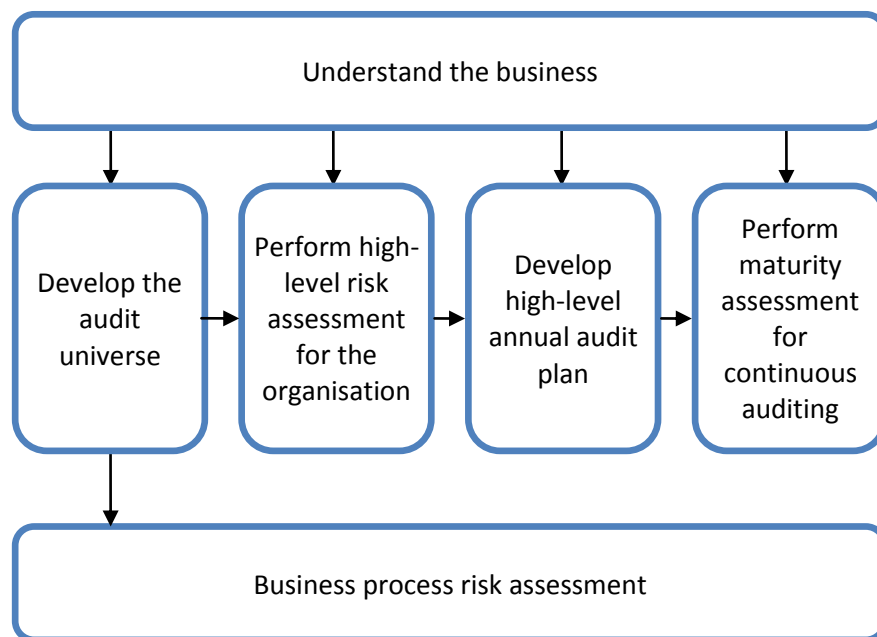 Understand the business
Develop the
audit
universe
Perform high-
level risk
assessment
for the
organisation
Develop
high-level
annual audit
plan
Perform
maturity
assessment
for
continuous
auditing
Business process risk assessment